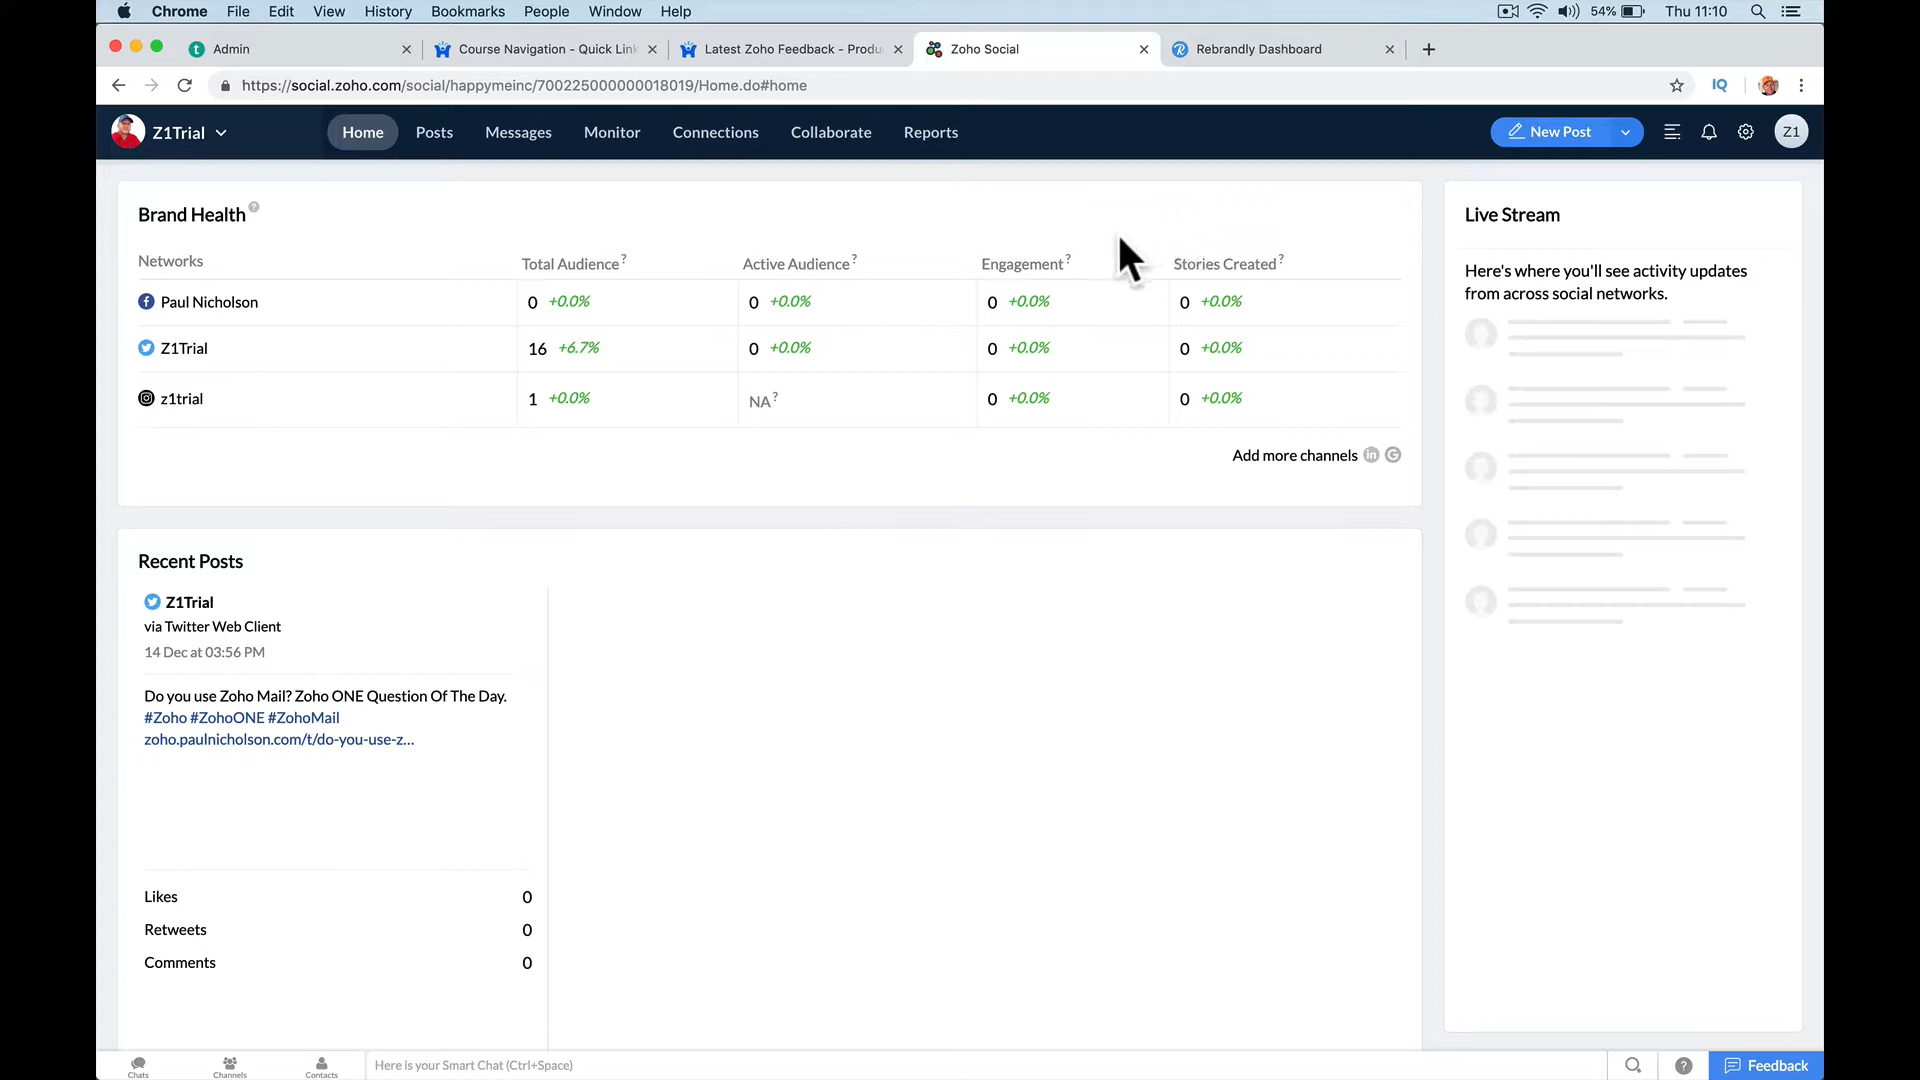 Chrome File Edit View History Bookmarks People Window Help 54% Thu 11:10
Admin Course Navigation - Quick Link Latest Zoho Feedback - Produ Zoho Social Rebrandly Dashboard
https://social.zoho.com/social/happymeinc/700225000000018019/Home.do#home IQ
Z1Trial Home Posts Messages Monitor Connections Collaborate Reports New Post Z1
Brand Health ?
Networks Total Audience ? Active Audience ? Engagement ? Stories Created ?
Paul Nicholson 0 +0.0% 0 +0.0% 0 +0.0% 0 +0.0%
Z1Trial 16 +6.7% 0 +0.0% 0 +0.0% 0 +0.0%
z1trial 1 +0.0% NA ? 0 +0.0% 0 +0.0%
Add more channels in G
Live Stream
Here's where you'll see activity updates
from across social networks.
Recent Posts
Z1Trial
via Twitter Web Client
14 Dec at 03:56 PM
Do you use Zoho Mail? Zoho ONE Question Of The Day.
#Zoho #ZohoONE #ZohoMail
zoho.paulnicholson.com/t/do-you-use-z...
Likes 0
Retweets 0
Comments 0
Chats Channels Contacts Here is your Smart Chat (Ctrl+Space) ? Feedback